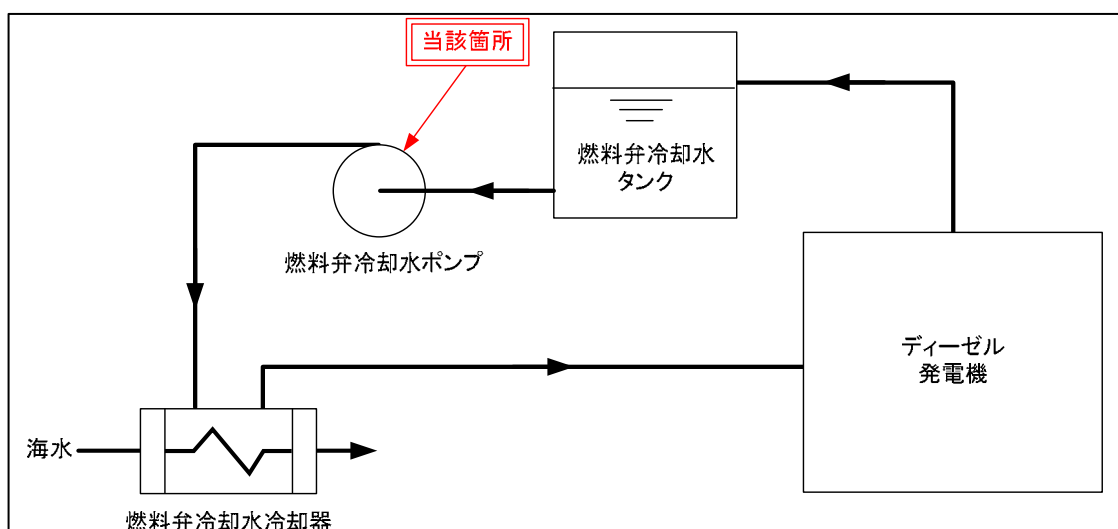 当該箇所
燃料弁冷却水
タンク
燃料弁冷却水ポンプ
ディーゼル
発電機
海水
燃料弁冷却水冷却器